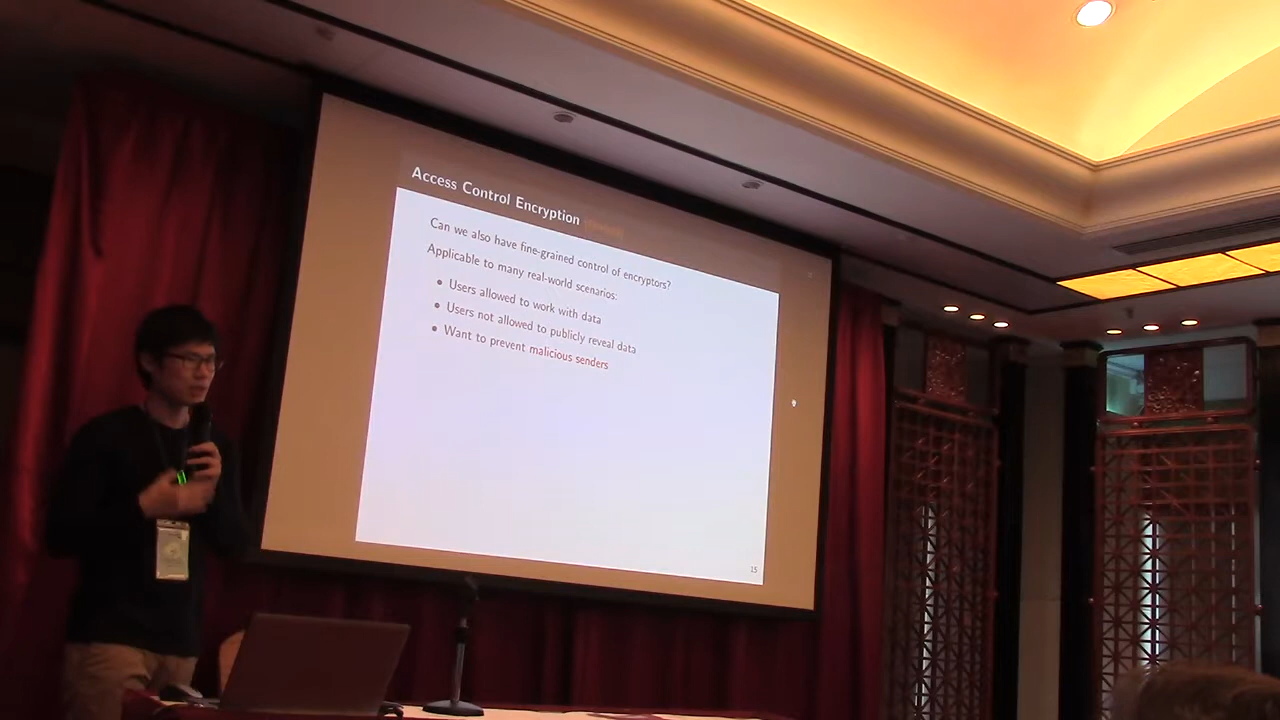 Access Control Encryption
Can we also have fine-grained control of encryptors?
Applicable to many real-world scenarios:
• Users allowed to work with data
• Users not allowed to publicly reveal data
• Want to prevent malicious senders
15